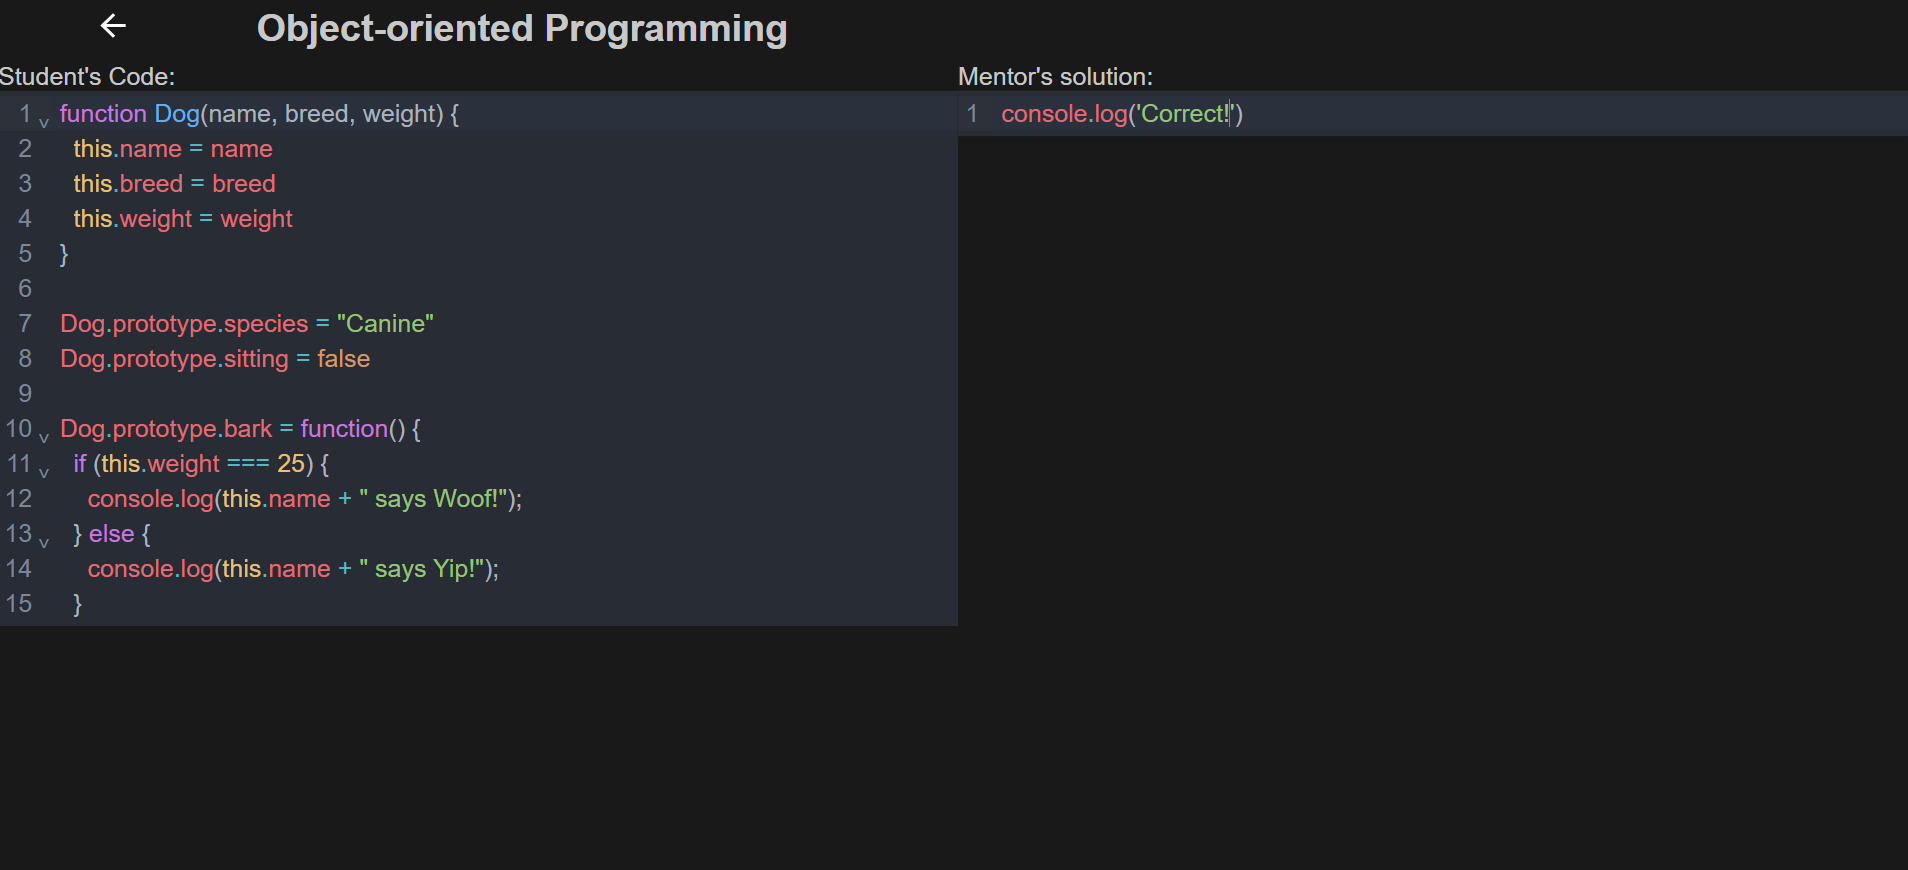 Object-oriented Programming
Student's Code:
1 function Dog(name, breed, weight) {
2 this.name = name
3 this.breed = breed
4 this.weight = weight
5 }
6
7 Dog.prototype.species = "Canine"
8 Dog.prototype.sitting = false
9
10 Dog.prototype.bark = function() {
11 if (this.weight === 25) {
12 console.log(this.name + " says Woof!");
13 } else {
14 console.log(this.name + " says Yip!");
15 }
Mentor's solution:
1 console.log('Correct!')